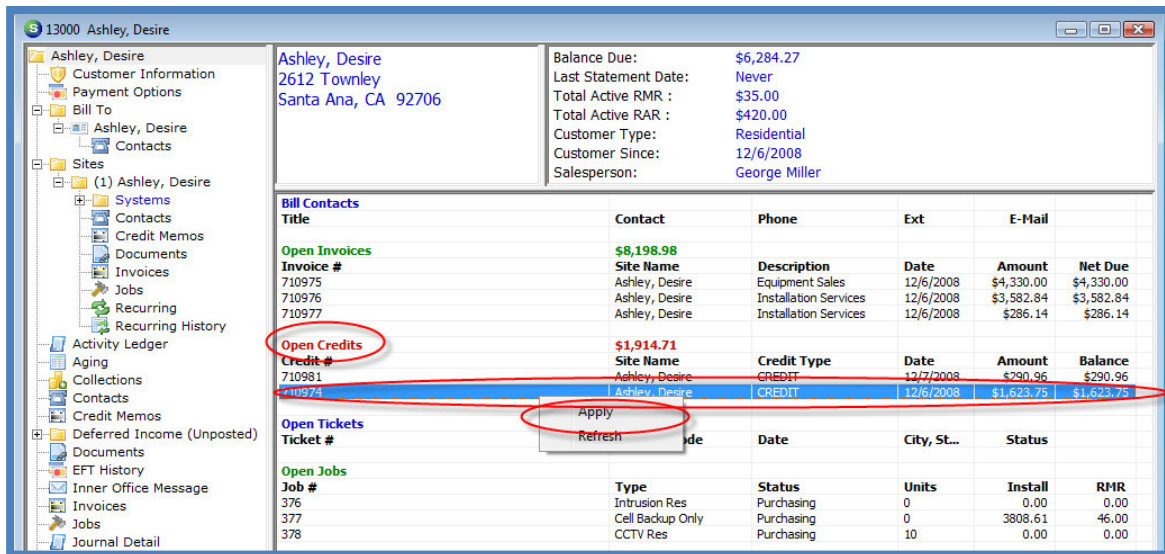 13000 Ashley, Desire
Ashley, Desire
Customer Information
Payment Options
Bill To
Ashley, Desire
Contacts
Sites
(1) Ashley, Desire
Systems
Contacts
Credit Memos
Documents
Invoices
Jobs
Recurring
Recurring History
Activity Ledger
Aging
Collections
Contacts
Credit Memos
Deferred Income (Unposted)
Documents
EFT History
Inner Office Message
Invoices
Jobs
Journal Detail
Ashley, Desire
2612 Townley
Santa Ana, CA 92706
Balance Due: $6,284.27
Last Statement Date: Never
Total Active RMR : $35.00
Total Active RAR : $420.00
Customer Type: Residential
Customer Since: 12/6/2008
Salesperson: George Miller
Bill Contacts
Title Contact Phone Ext E-Mail
Open Invoices $8,198.98
Invoice # Site Name Description Date Amount Net Due
710975 Ashley, Desire Equipment Sales 12/6/2008 $4,330.00 $4,330.00
710976 Ashley, Desire Installation Services 12/6/2008 $3,582.84 $3,582.84
710977 Ashley, Desire Installation Services 12/6/2008 $286.14 $286.14
Open Credits $1,914.71
Credit # Site Name Credit Type Date Amount Balance
710981 Ashley, Desire CREDIT 12/7/2008 $290.96 $290.96
710974 Ashley, Desire CREDIT 12/6/2008 $1,623.75 $1,623.75
Apply
Refresh
Open Tickets
Ticket # ode Date City, St... Status
Open Jobs
Job # Type Status Units Install RMR
376 Intrusion Res Purchasing 0 0.00 0.00
377 Cell Backup Only Purchasing 0 3808.61 46.00
378 CCTV Res Purchasing 10 0.00 0.00